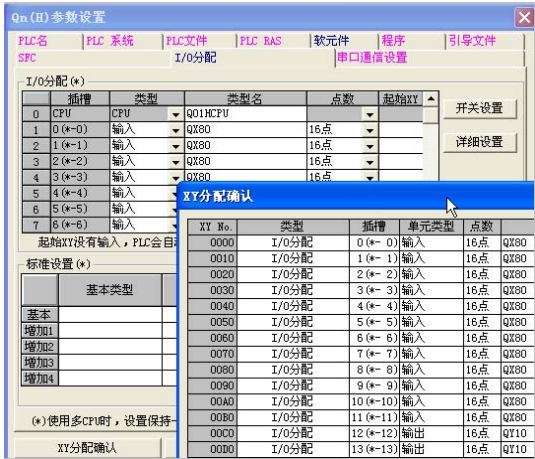 Qn(H)参数设置
PLC名 PLC 系统 PLC文件 PLC RAS 软元件 程序 引导文件
SFC I/O分配 串口通信设置
I/O分配(*)
插槽 类型 类型名 点数 起始XY
0 CPU CPU Q01HCPU
1 0(*-0) 输入 QX80 16点
2 1(*-1) 输入 QX80 16点
3 2(*-2) 输入 QX80 16点
4 3(*-3) 输入 QX80 16点
5 4(*-4) 输入
6 5(*-5) 输入
7 6(*-6) 输入
开关设置
详细设置
起始XY没有输入，PLC会自
标准设置(*)
基本类型
基本
增加1
增加2
增加3
增加4
(*)使用多CPU时，设置保持一
XY分配确认
XY分配确认
XY No. 类型 插槽 单元类型 点数
0000 I/O分配 0(*- 0) 输入 16点 QX80
0010 I/O分配 1(*- 1) 输入 16点 QX80
0020 I/O分配 2(*- 2) 输入 16点 QX80
0030 I/O分配 3(*- 3) 输入 16点 QX80
0040 I/O分配 4(*- 4) 输入 16点 QX80
0050 I/O分配 5(*- 5) 输入 16点 QX80
0060 I/O分配 6(*- 6) 输入 16点 QX80
0070 I/O分配 7(*- 7) 输入 16点 QX80
0080 I/O分配 8(*- 8) 输入 16点 QX80
0090 I/O分配 9(*- 9) 输入 16点 QX80
00A0 I/O分配 10(*-10) 输入 16点 QX80
00B0 I/O分配 11(*-11) 输入 16点 QX80
00C0 I/O分配 12(*-12) 输出 16点 QY10
00D0 I/O分配 13(*-13) 输出 16点 QY10